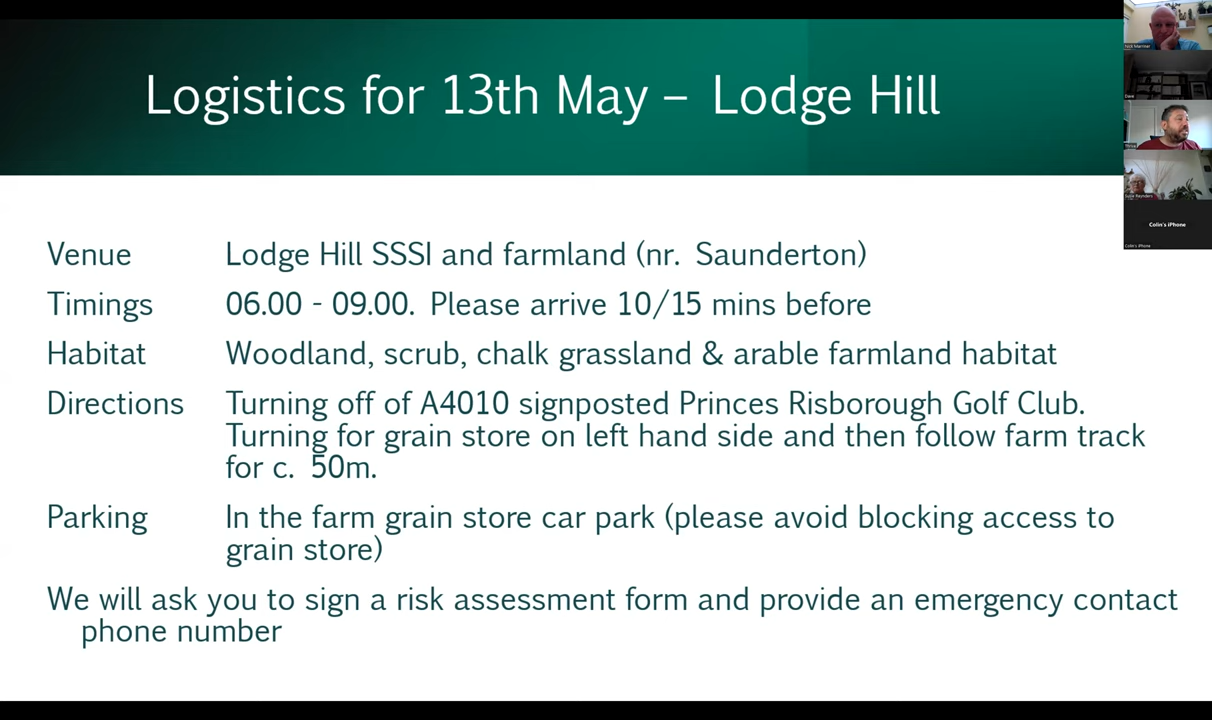 Logistics for 13th May – Lodge Hill
Venue Lodge Hill SSSI and farmland (nr. Saunderton)
Timings 06.00 - 09.00. Please arrive 10/15 mins before
Habitat Woodland, scrub, chalk grassland & arable farmland habitat
Directions Turning off of A4010 signposted Princes Risborough Golf Club.
Turning for grain store on left hand side and then follow farm track
for c. 50m.
Parking In the farm grain store car park (please avoid blocking access to
grain store)
We will ask you to sign a risk assessment form and provide an emergency contact
phone number
Colin's iPhone
Colin's iPhone